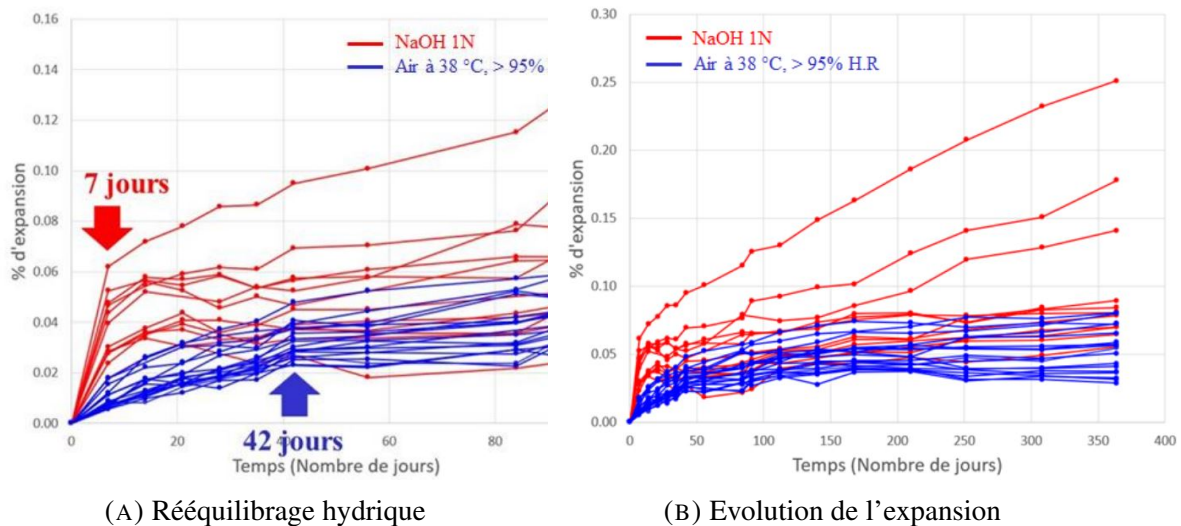 0.16
0.14
0.12
0.10
0.08
0.06
0.04
0.02
0.00
% d'expansion
NaOH 1N
Air à 38 °C, > 95%
7 jours
42 jours
0
20
40
60
80
Temps (Nombre de jours)
(A) Rééquilibrage hydrique
0.30
0.25
0.20
0.15
0.10
0.05
0.00
% d'expansion
NaOH 1N
Air à 38 °C, > 95% H.R
0
50
100
150
200
250
300
350
400
Temps (Nombre de jours)
(B) Evolution de l'expansion